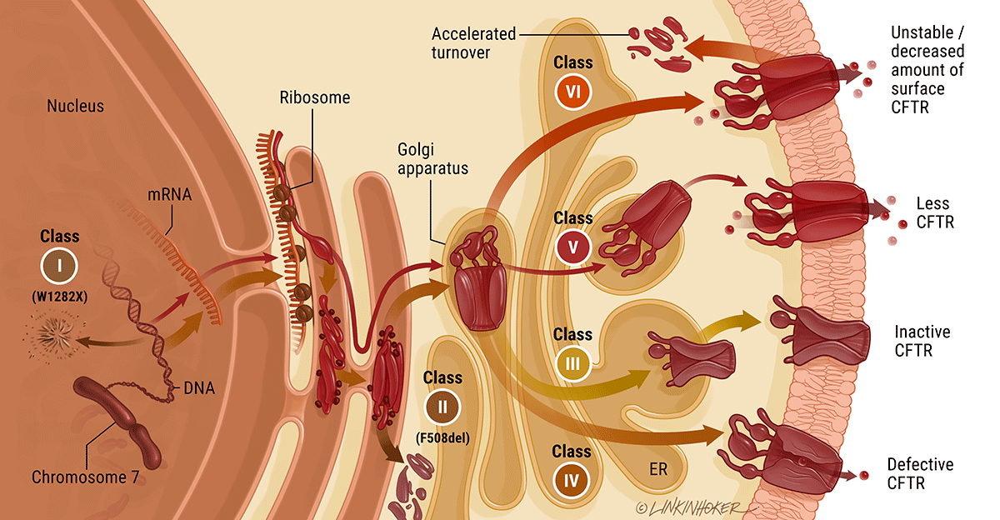 Nucleus
mRNA
Class
I
(W1282X)
DNA
Chromosome 7
Ribosome
Golgi
apparatus
Class
II
(F508del)
Accelerated
turnover
Class
VI
Class
V
Class
III
Class
IV
ER
Unstable /
decreased
amount of
surface
CFTR
Less
CFTR
Inactive
CFTR
Defective
CFTR
© LINKINHOKER